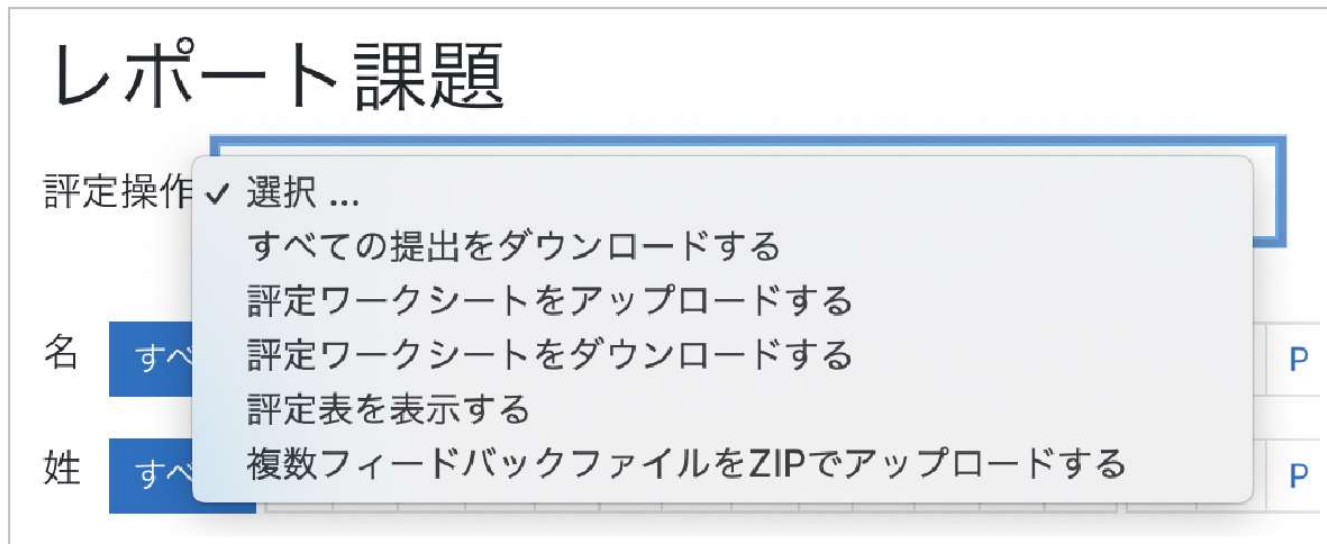 レポート課題
評定操作 ✓ 選択 ...
すべての提出をダウンロードする
評定ワークシートをアップロードする
名 すべ 評定ワークシートをダウンロードする P
評定表を表示する
姓 すべ 複数フィードバックファイルをZIPでアップロードする P